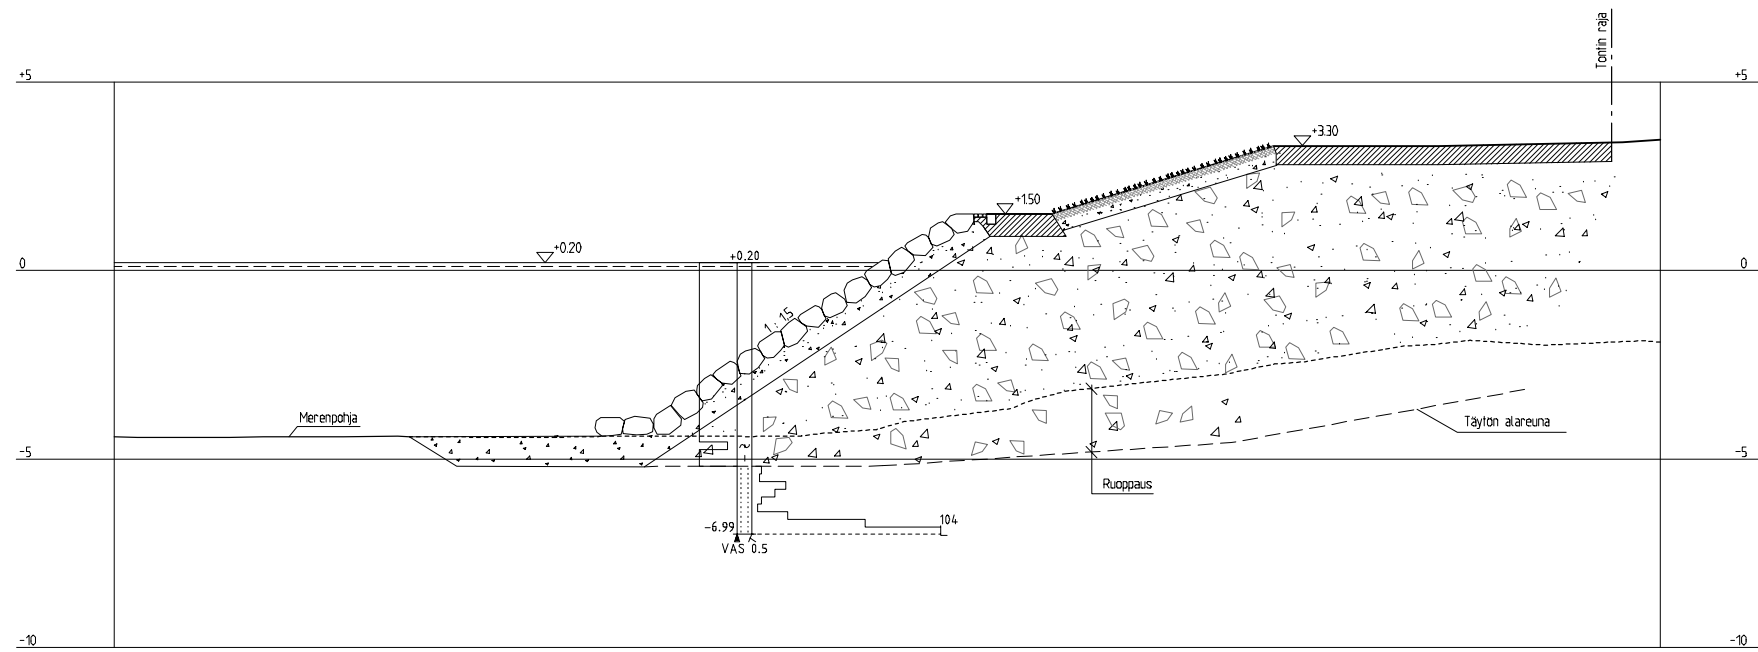 Tontin raja
+5
+5
+3.30
+1.50
+0.20
+0.20
0
0
1 : 1.5
Merenpohja
Täytön alareuna
-5
-5
Ruoppaus
104
-6.99
VAS 0.5
-10
-10